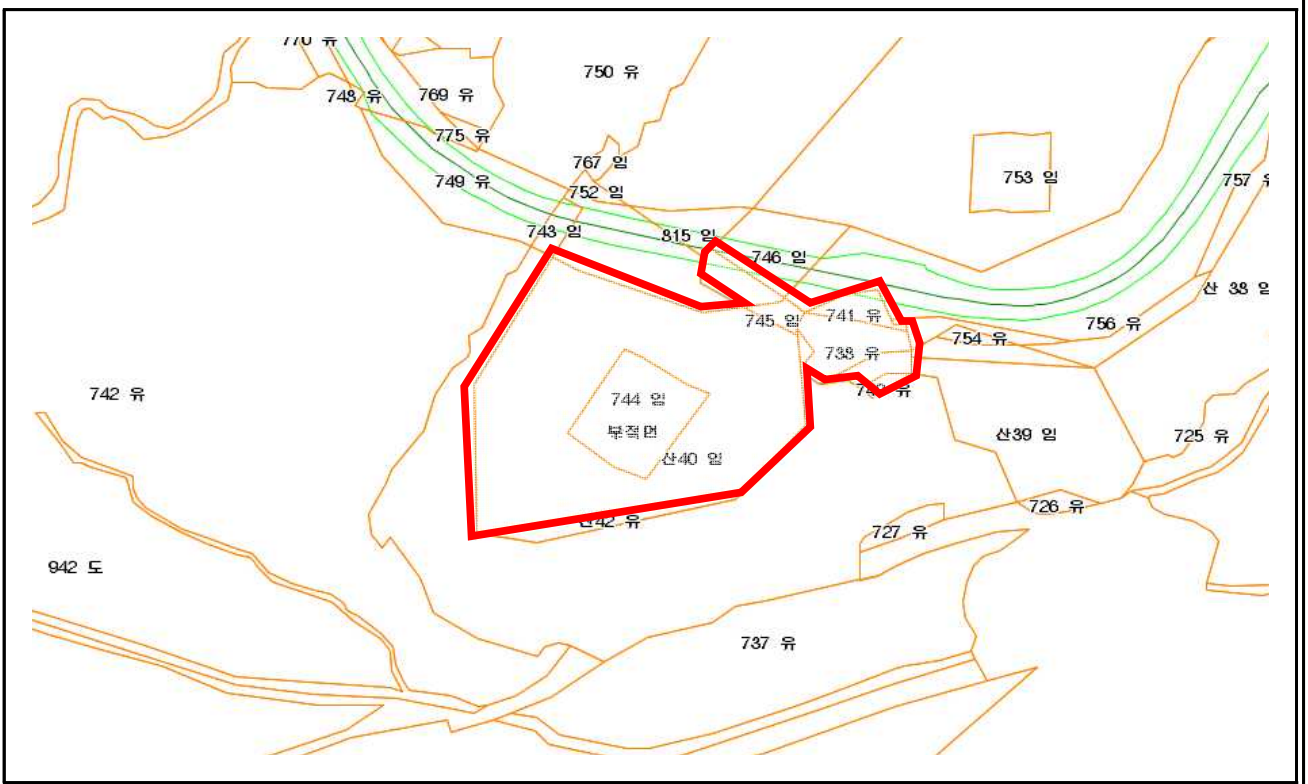 770 유
750 유
748 유
769 유
775 유
767 임
753 임
749 유
752 임
757
743 임
815 임
746 임
산 38 임
745 임
741 유
756 유
754 유
738 유
742 유
744 임
부적면
산39 임
725 유
산40 임
726 유
산42 유
727 유
942 도
737 유